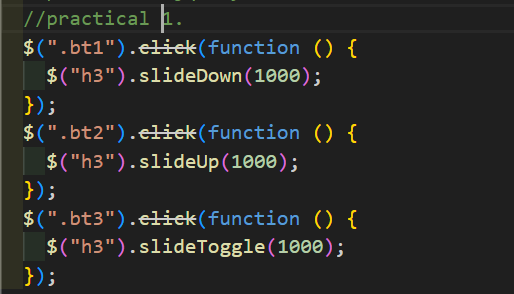 //practical 1.
$(".bt1").click(function () {
  $("h3").slideDown(1000);
});
$(".bt2").click(function () {
  $("h3").slideUp(1000);
});
$(".bt3").click(function () {
  $("h3").slideToggle(1000);
});